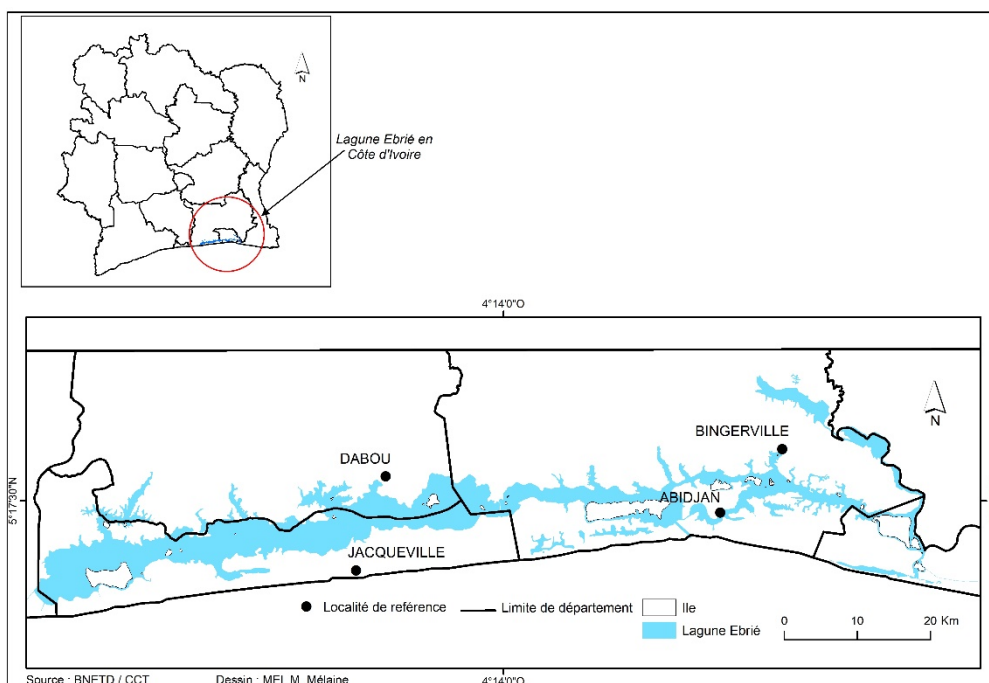 N
Lagune Ebrié en
Côte d'Ivoire
4°14'0"O
N
BINGERVILLE
DABOU
5°17'30"N
ABIDJAN
JACQUEVILLE
Localité de reférence
Limite de département
Ile
Lagune Ebrié
0 10 20 Km
Source : BNETD / CCT Dessin : MEL M. Mélaine
4°14'0"O